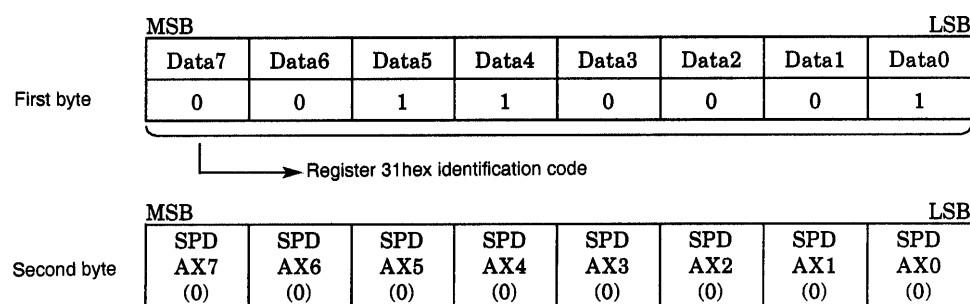 MSB LSB
Data7 Data6 Data5 Data4 Data3 Data2 Data1 Data0
First byte 0 0 1 1 0 0 0 1
Register 31hex identification code
MSB LSB
SPD SPD SPD SPD SPD SPD SPD SPD
Second byte AX7 AX6 AX5 AX4 AX3 AX2 AX1 AX0
(0) (0) (0) (0) (0) (0) (0) (0)